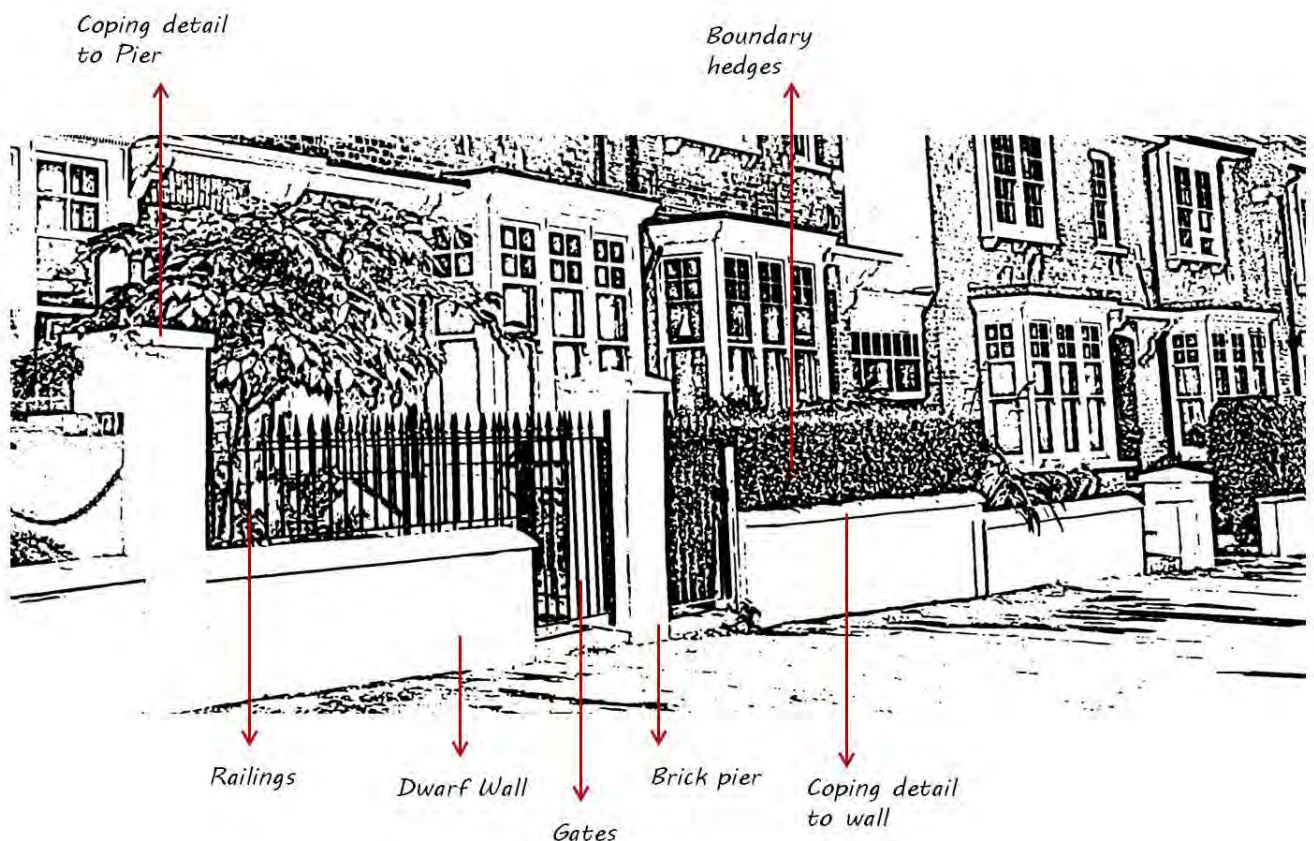 Coping detail
to Pier
Boundary
hedges
Railings
Dwarf Wall
Gates
Brick pier
Coping detail
to wall